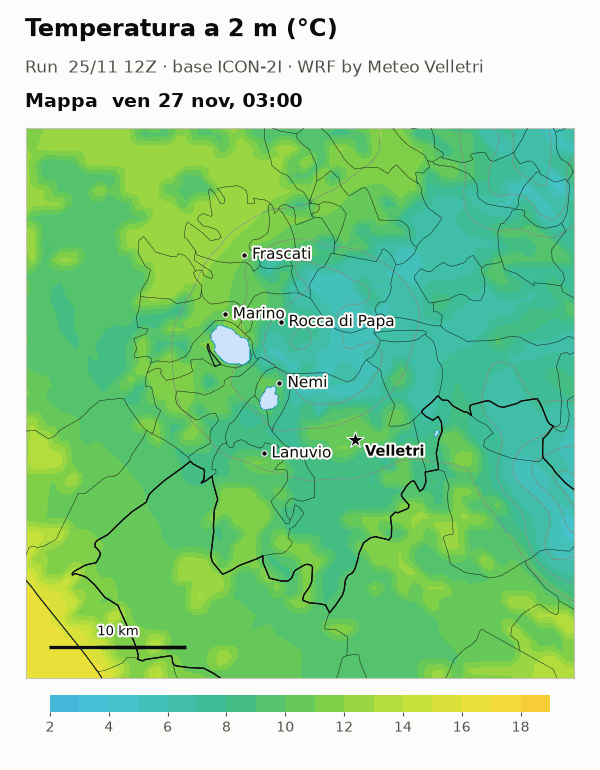 Temperatura a 2 m (°C)
Run  25/11 12Z · base ICON-2I · WRF by Meteo Velletri
Mappa  ven 27 nov, 03:00
Frascati
Marino
Rocca di Papa
Nemi
Velletri
Lanuvio
10 km
2 4 6 8 10 12 14 16 18